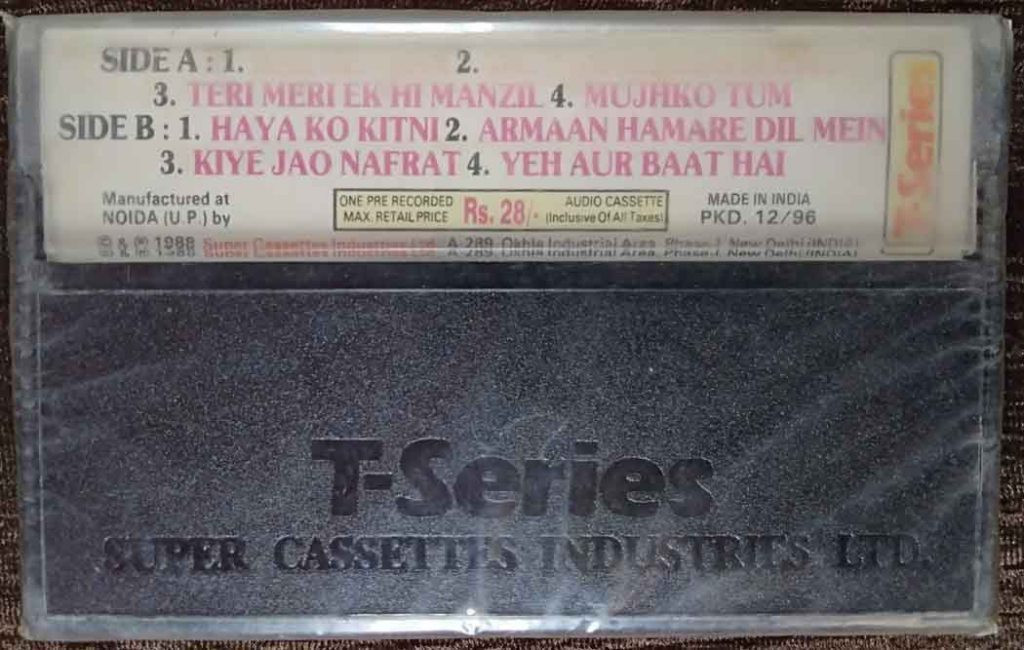 SIDE A : 1. 2.
3. TERI MERI EK HI MANZIL 4. MUJHKO TUM
SIDE B : 1. HAYA KO KITNI 2. ARMAAN HAMARE DIL MEIN
3. KIYE JAO NAFRAT 4. YEH AUR BAAT HAI
T-Series
Manufactured at
NOIDA (U P.) by
ONE PRE RECORDED AUDIO CASSETTE
MAX. RETAIL PRICE Rs. 28/- (Inclusive Of All Taxes)
MADE IN INDIA
PKD. 12/96
© & ℗ 1988 Super Cassettes Industries Ltd. A-289, Okhla Industrial Area, Phase-I, New Delhi (INDIA)
T-Series
SUPER CASSETTES INDUSTRIES LTD.